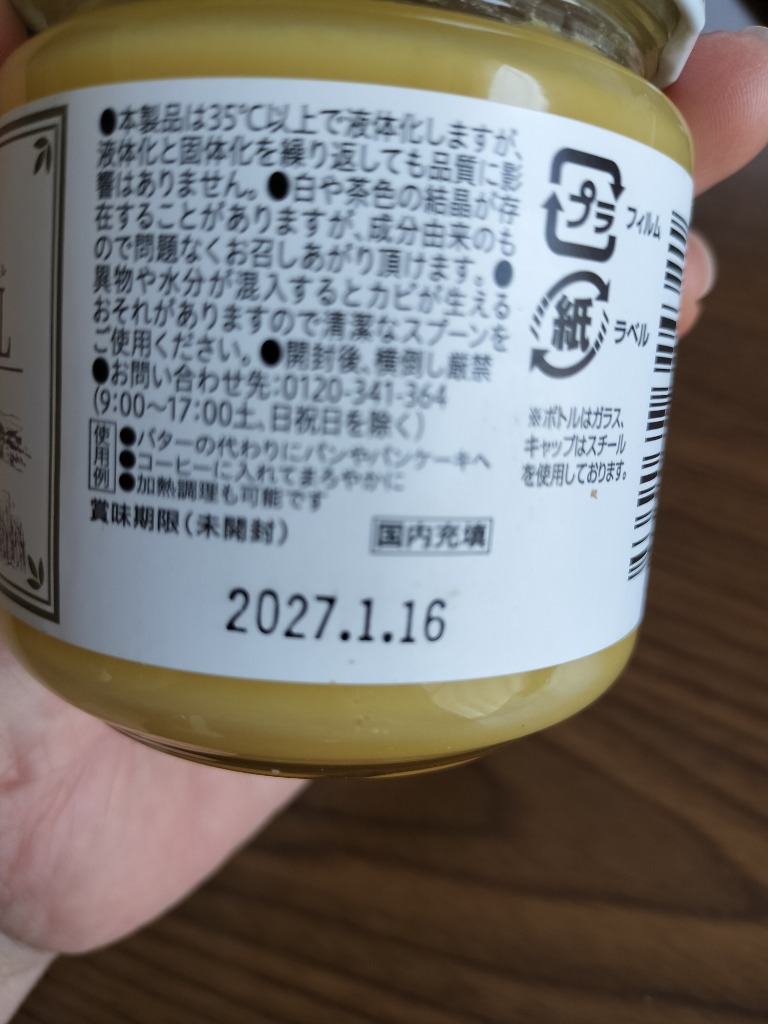 ●本製品は35℃以上で液体化しますが、
液体化と固体化を繰り返しても品質に影
響はありません。●白や茶色の結晶が存
在することがありますが、成分由来のも
ので問題なくお召しあがり頂けます。●
異物や水分が混入するとカビが生える
おそれがありますので清潔なスプーンを
ご使用ください。●開封後、横倒し厳禁
●お問い合わせ先:0120-341-364
(9:00〜17:00土、日祝日を除く)
使用例
●バターの代わりにパンやパンケーキへ
●コーヒーに入れてまろやかに
●加熱調理も可能です
賞味期限(未開封)
国内充填
2027.1.16
プラ フィルム
紙 ラベル
※ボトルはガラス、
キャップはスチール
を使用しております。
L